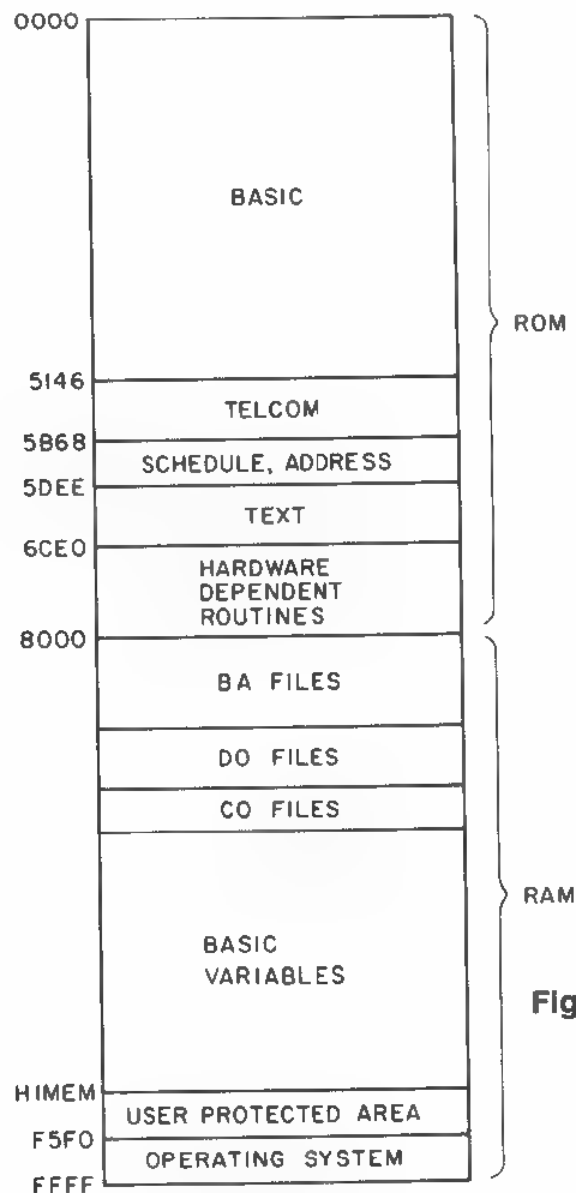 0000
BASIC
ROM
5146
TELCOM
5B68
SCHEDULE, ADDRESS
5DEE
TEXT
6CE0
HARDWARE
DEPENDENT
ROUTINES
8000
BA FILES
DO FILES
CO FILES
RAM
BASIC
VARIABLES
Fig
HIMEM
USER PROTECTED AREA
F5F0
OPERATING SYSTEM
FFFF